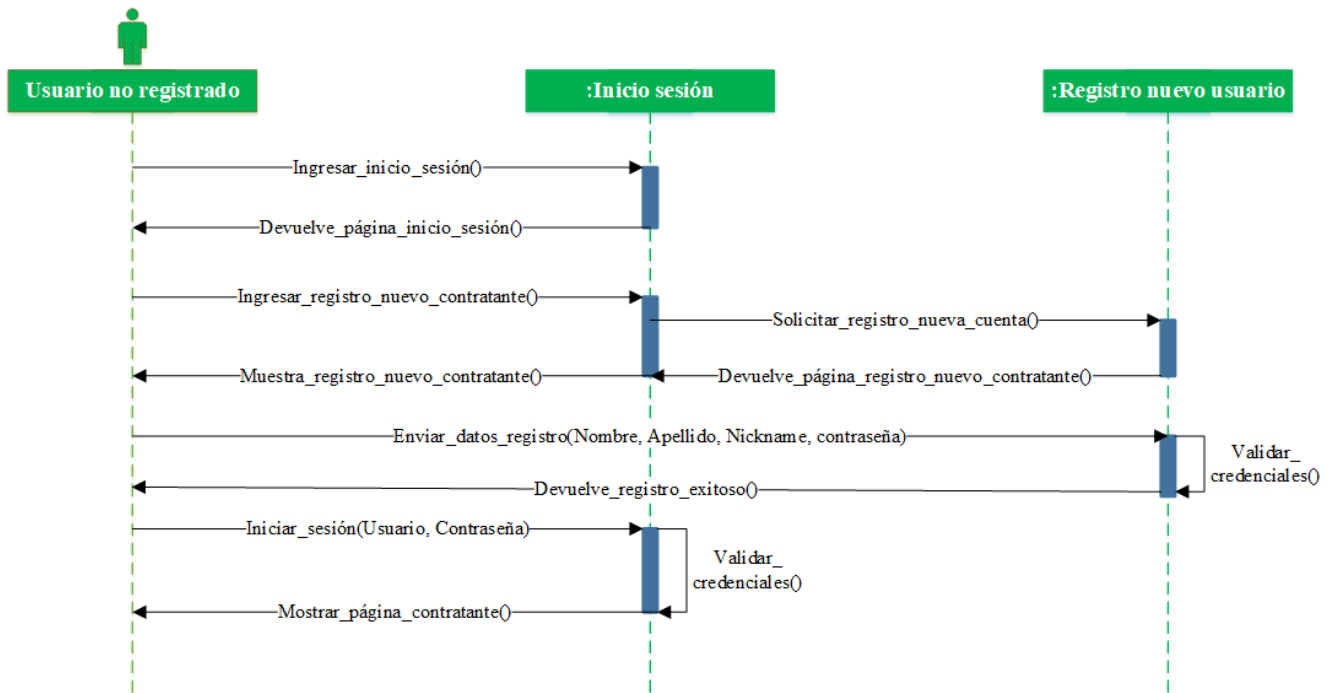 Usuario no registrado
:Inicio sesión
:Registro nuevo usuario
Ingresar_inicio_sesión()
Devuelve_página_inicio_sesión()
Ingresar_registro_nuevo_contratante()
Solicitar_registro_nueva_cuenta()
Muestra_registro_nuevo_contratante()
Devuelve_página_registro_nuevo_contratante()
Enviar_datos_registro(Nombre, Apellido, Nickname, contraseña)
Validar_
credenciales()
Devuelve_registro_exitoso()
Iniciar_sesión(Usuario, Contraseña)
Validar_
credenciales()
Mostrar_página_contratante()